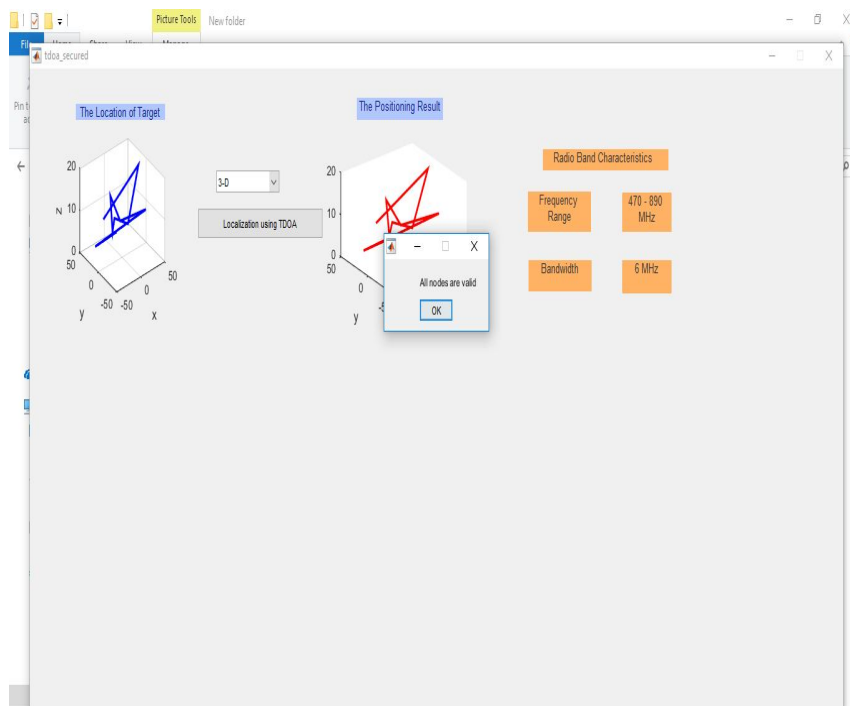 Picture Tools
New folder
tdoa_secured
The Location of Target
The Positioning Result
3-D
Localization using TDOA
20
z 10
0
50
0
-50
y
-50
0
50
x
20
10
0
50
0
y
All nodes are valid
OK
Radio Band Characteristics
Frequency
Range
470 - 890
MHz
Bandwidth
6 MHz